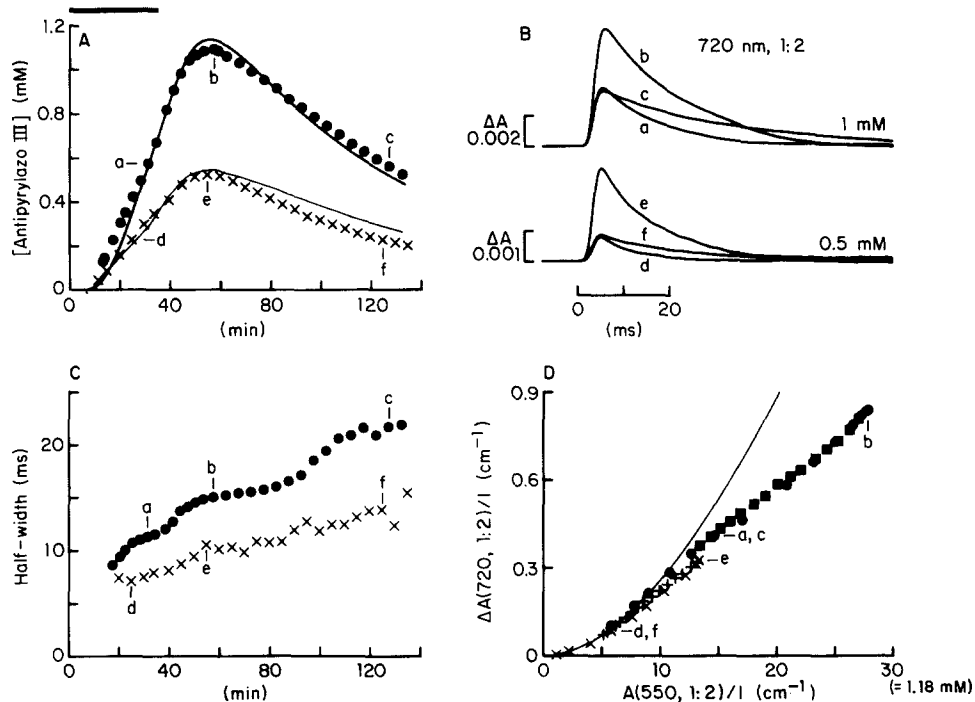 A
[Antipyrylazo III] (mM)
1.2
0.8
0.4
0
a
b
c
d
e
f
0 40 80 120
(min)
B
720 nm, 1:2
b
c
a
ΔA
0.002
1 mM
e
f
d
ΔA
0.001
0.5 mM
0 20
(ms)
C
Half-width (ms)
20
10
0
a
b
c
d
e
f
0 40 80 120
(min)
D
ΔA(720, 1:2)/l (cm⁻¹)
0.9
0.6
0.3
0
b
a, c
e
d, f
0 10 20 30
A(550, 1:2)/l (cm⁻¹)
(= 1.18 mM)